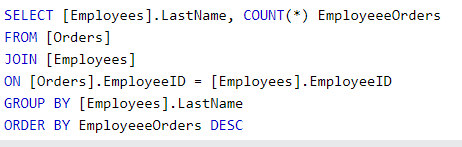 SELECT [Employees].LastName, COUNT(*) EmployeeeOrders
FROM [Orders]
JOIN [Employees]
ON [Orders].EmployeeID = [Employees].EmployeeID
GROUP BY [Employees].LastName
ORDER BY EmployeeeOrders DESC